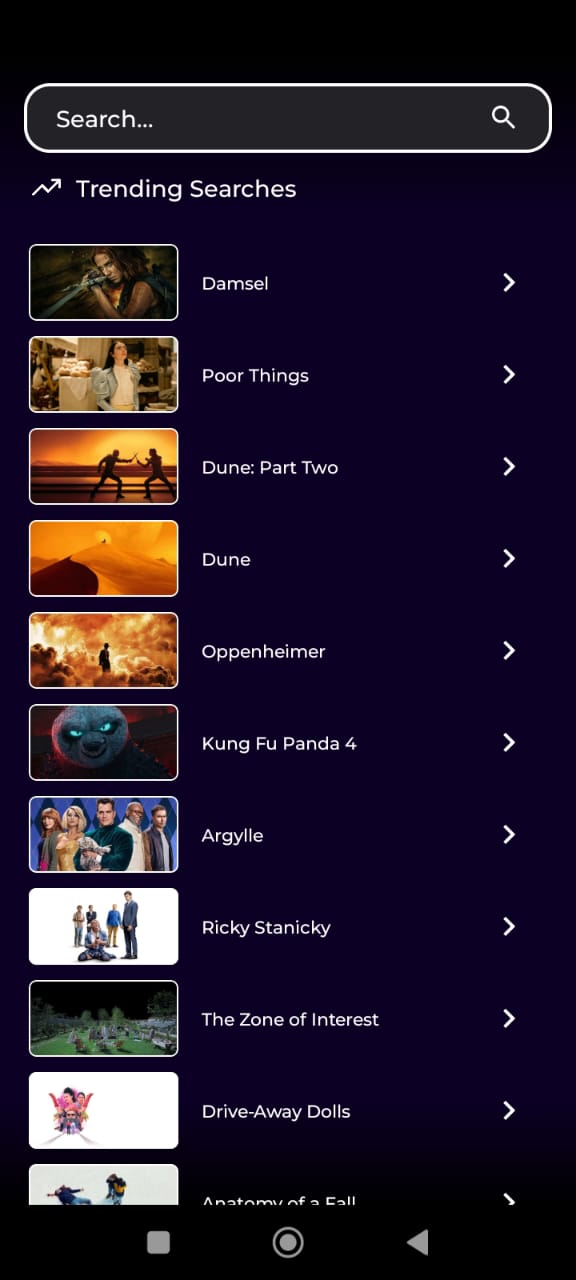 Search...
Trending Searches
Damsel
Poor Things
Dune: Part Two
Dune
Oppenheimer
Kung Fu Panda 4
Argylle
Ricky Stanicky
The Zone of Interest
Drive-Away Dolls
Anatomy of a Fall